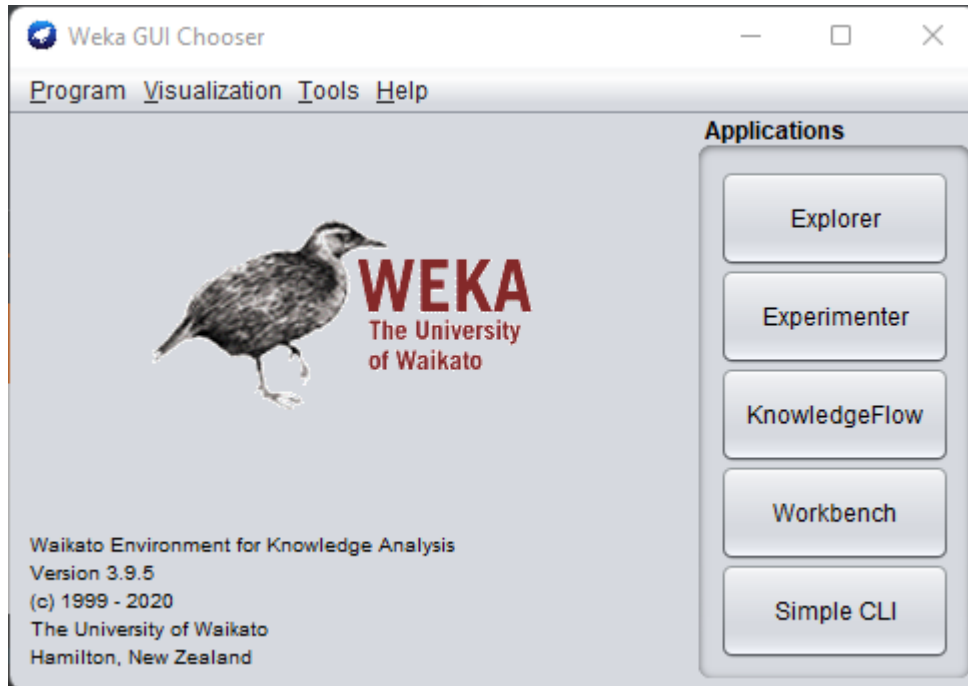 Weka GUI Chooser
Program Visualization Tools Help
Applications
Explorer
Experimenter
KnowledgeFlow
Workbench
Simple CLI
WEKA
The University
of Waikato
Waikato Environment for Knowledge Analysis
Version 3.9.5
(c) 1999 - 2020
The University of Waikato
Hamilton, New Zealand